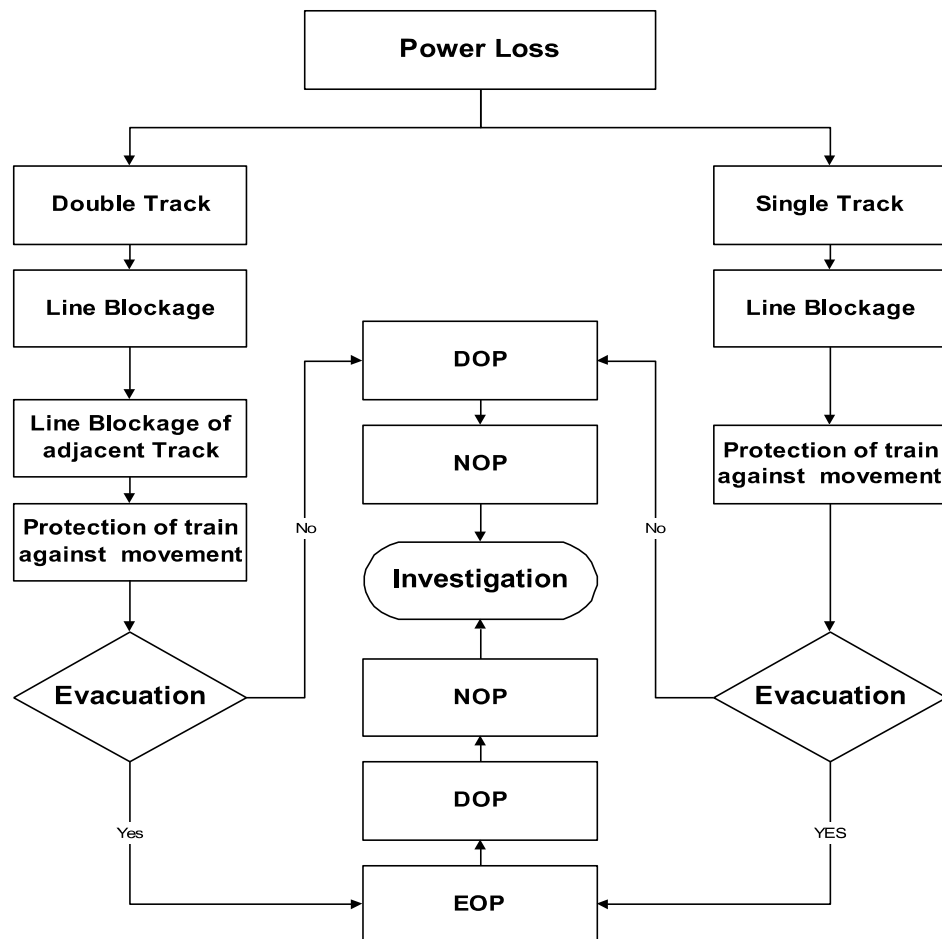 Power Loss
Double Track
Single Track
Line Blockage
Line Blockage
DOP
Line Blockage of
adjacent Track
NOP
Protection of train
against movement
Protection of train
against movement
No
No
Investigation
Evacuation
NOP
Evacuation
DOP
Yes
YES
EOP